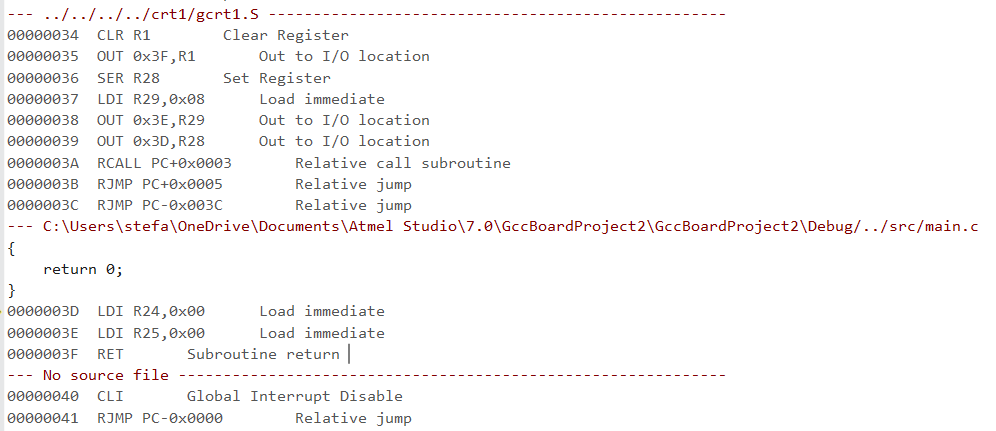 --- ../../../../crt1/gcrt1.S ---------------------------------------------------
00000034  CLR R1        Clear Register
00000035  OUT 0x3F,R1       Out to I/O location
00000036  SER R28       Set Register
00000037  LDI R29,0x08      Load immediate
00000038  OUT 0x3E,R29      Out to I/O location
00000039  OUT 0x3D,R28      Out to I/O location
0000003A  RCALL PC+0x0003       Relative call subroutine
0000003B  RJMP PC+0x0005        Relative jump
0000003C  RJMP PC-0x003C        Relative jump
--- C:\Users\stefa\OneDrive\Documents\Atmel Studio\7.0\GccBoardProject2\GccBoardProject2\Debug/../src/main.c
{
    return 0;
}
0000003D  LDI R24,0x00      Load immediate
0000003E  LDI R25,0x00      Load immediate
0000003F  RET       Subroutine return
--- No source file -------------------------------------------------------------
00000040  CLI       Global Interrupt Disable
00000041  RJMP PC-0x0000        Relative jump